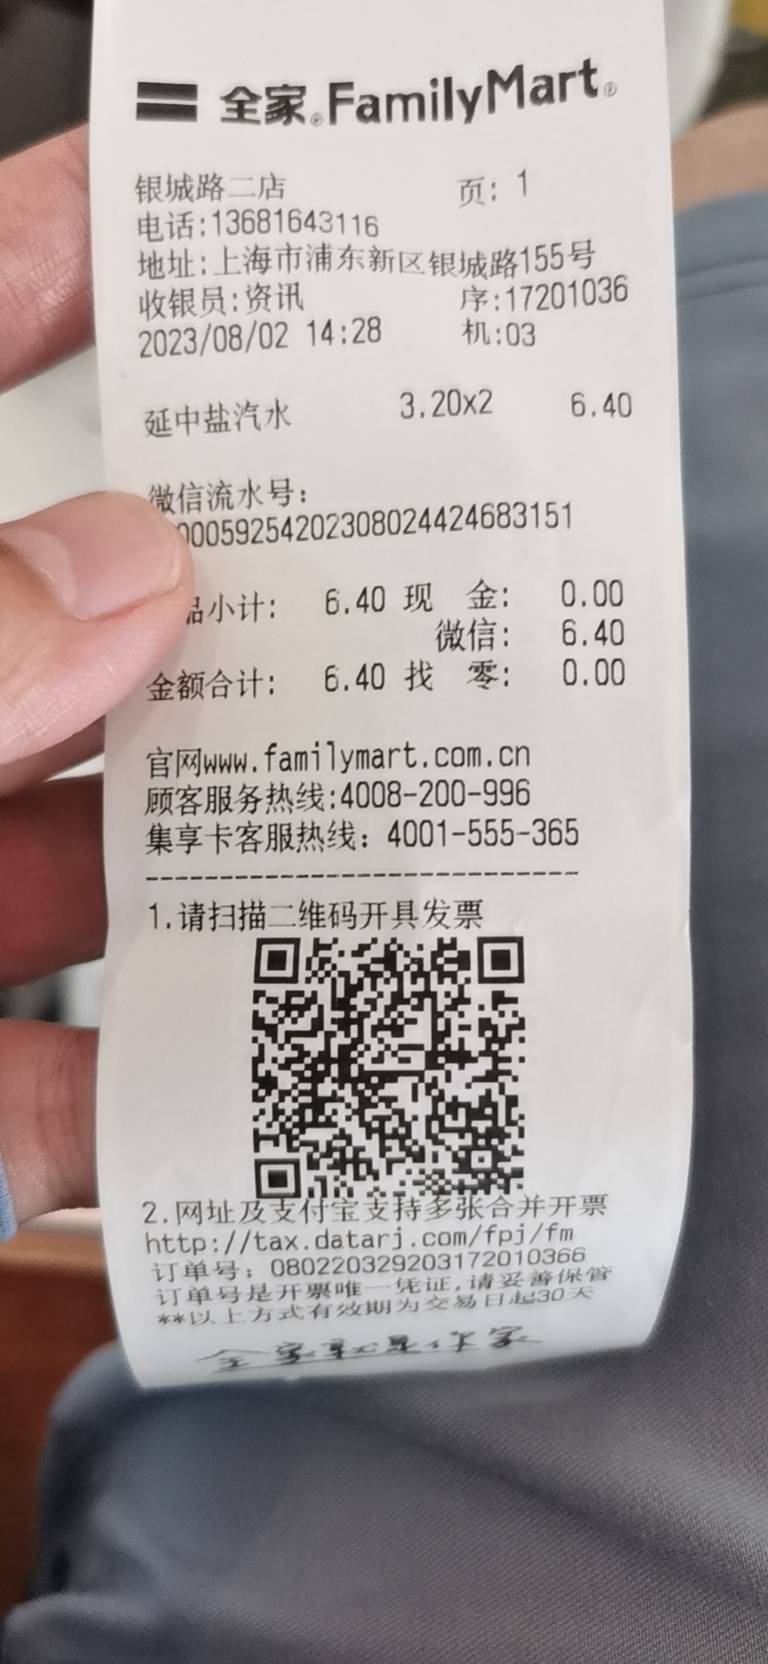 全家 FamilyMart
银城路二店 页: 1
电话:13681643116
地址:上海市浦东新区银城路155号
收银员:资讯 序:17201036
2023/08/02 14:28 机:03
延中盐汽水 3.20x2 6.40
微信流水号:
00059254202308024424683151
品小计: 6.40 现 金: 0.00
微信: 6.40
金额合计: 6.40 找 零: 0.00
官网www.familymart.com.cn
顾客服务热线:4008-200-996
集享卡客服热线: 4001-555-365
1.请扫描二维码开具发票
2.网址及支付宝支持多张合并开票
http://tax.datarj.com/fpj/fm
订单号: 080220329203172010366
订单号是开票唯一凭证,请妥善保管
**以上方式有效期为交易日起30天
全家就是你家